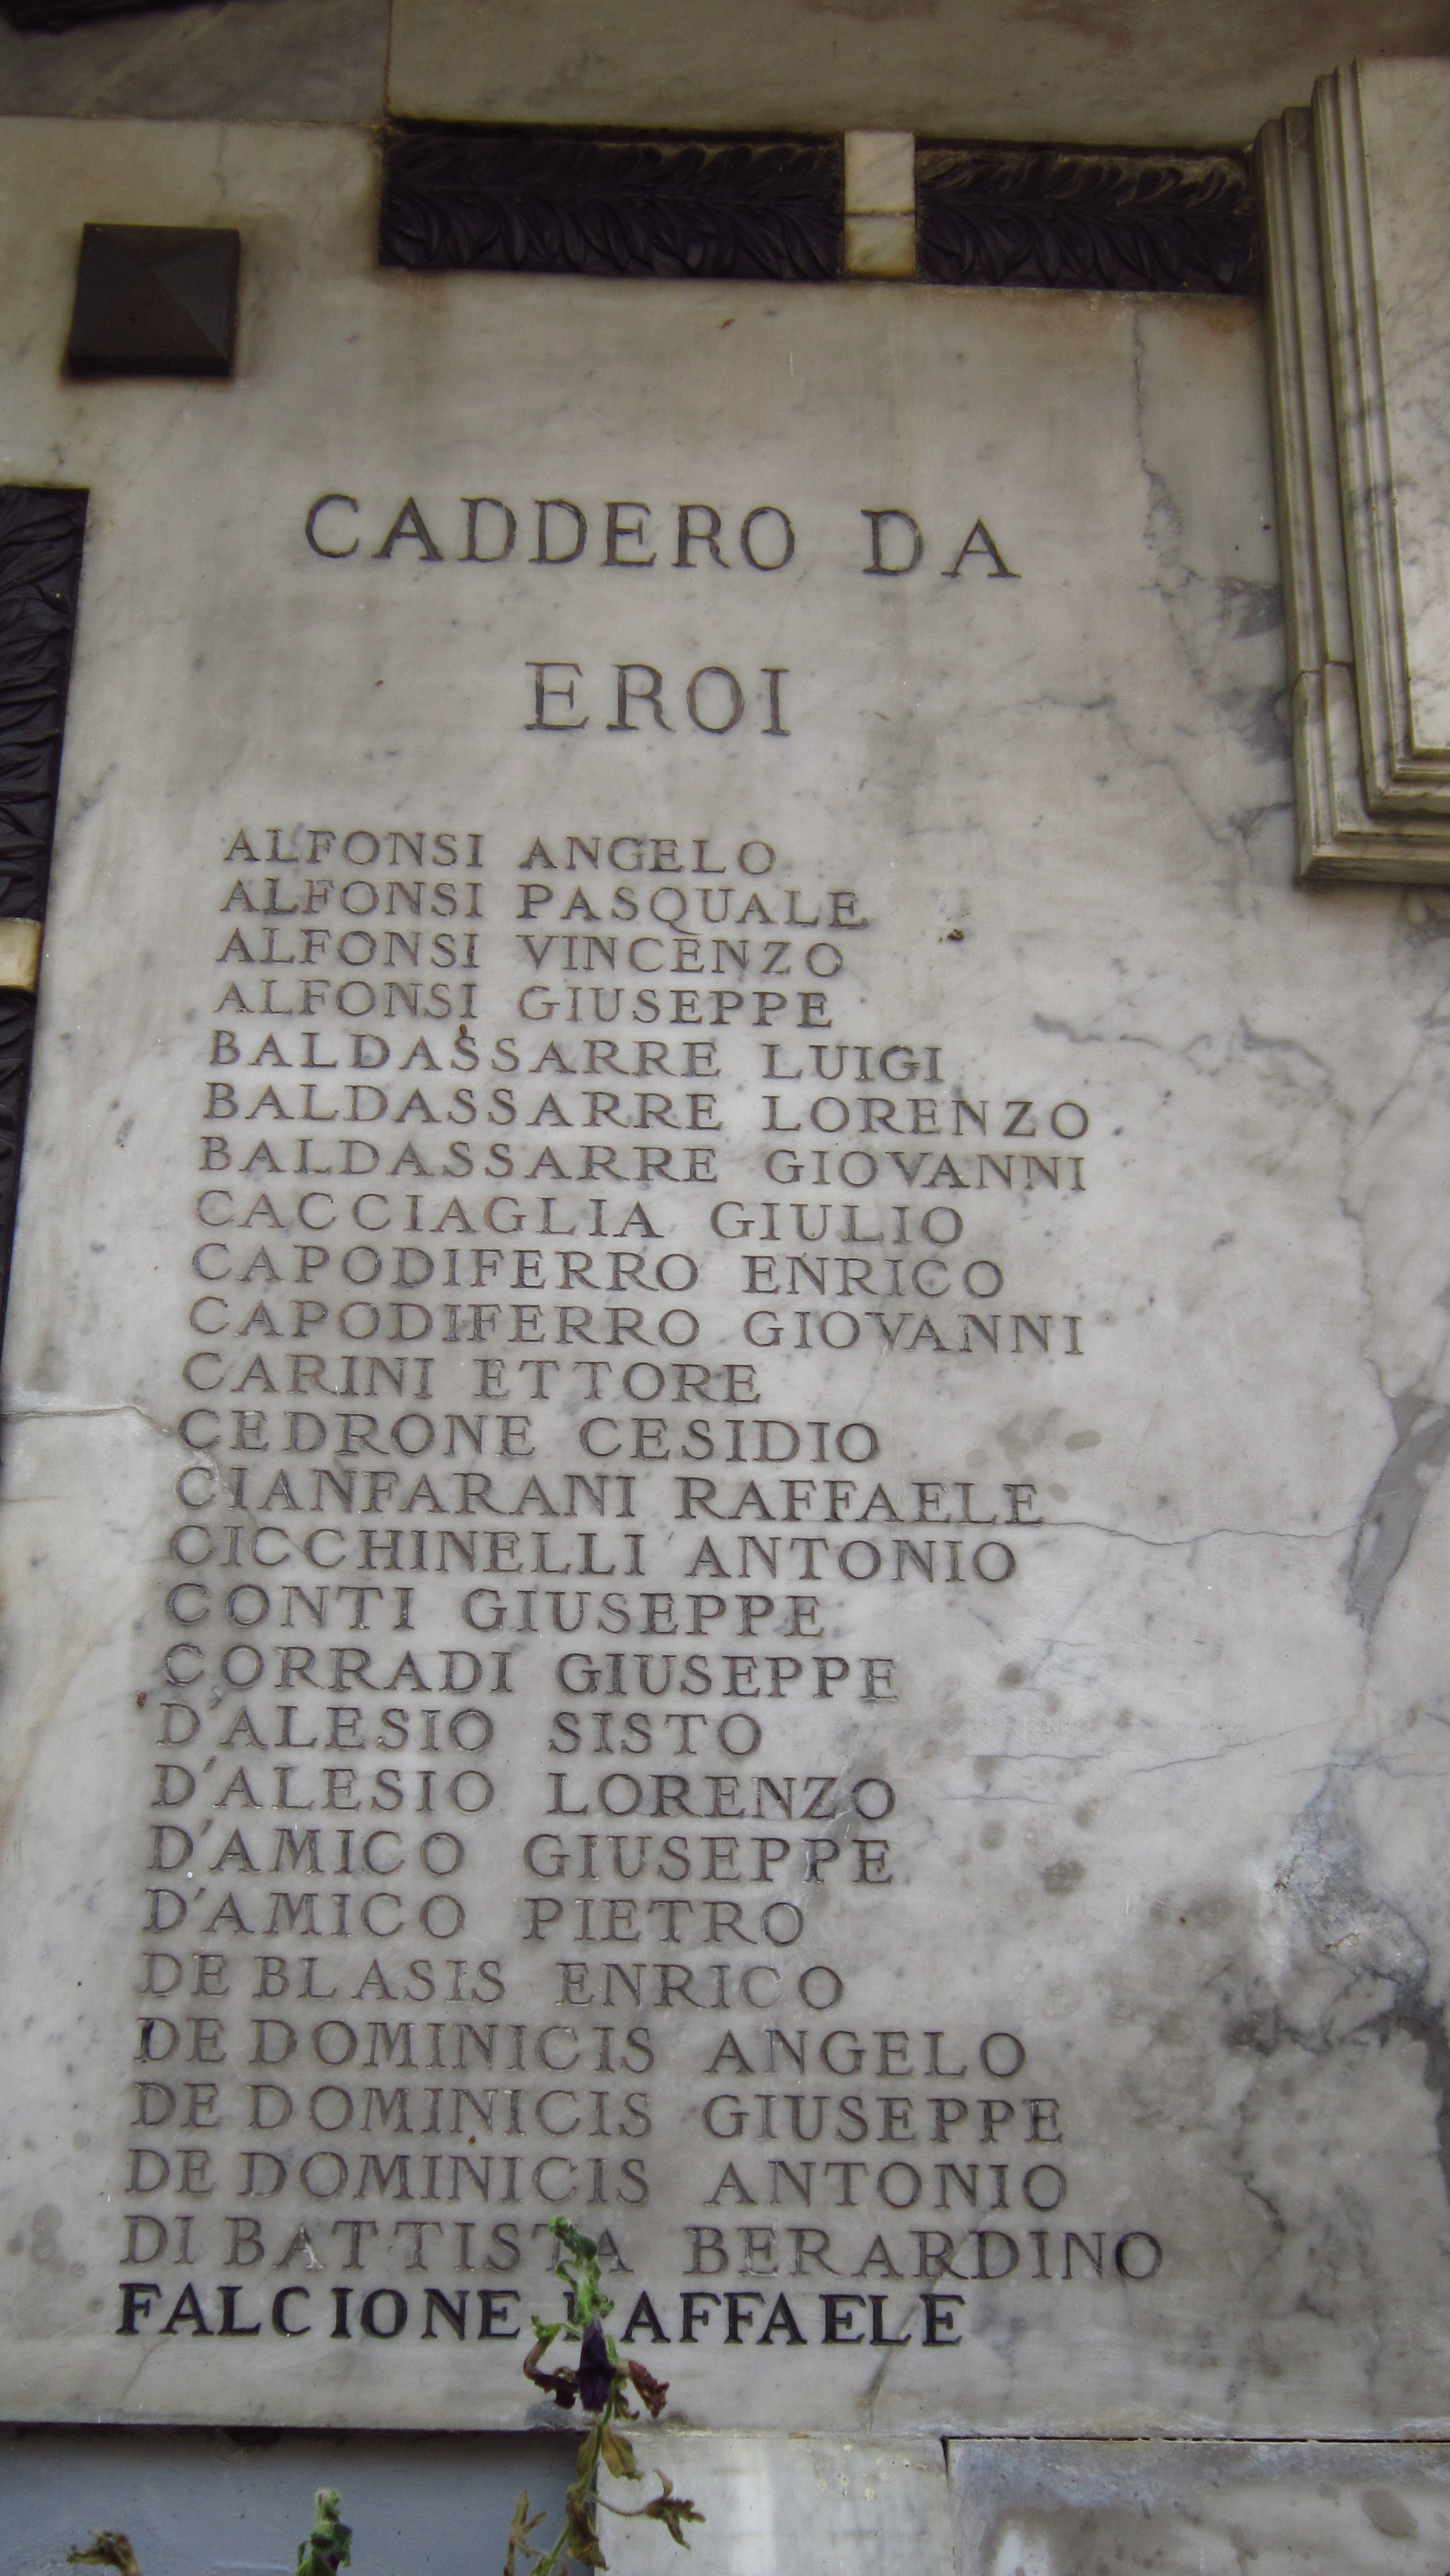 CADDERO DA
EROI
ALFONSI ANGELO
ALFONSI PASQUALE
ALFONSI VINCENZO
ALFONSI GIUSEPPE
BALDASSARRE LUIGI
BALDASSARRE LORENZO
BALDASSARRE GIOVANNI
CACCIAGLIA GIULIO
CAPODIFERRO ENRICO
CAPODIFERRO GIOVANNI
CARINI ETTORE
CEDRONE CESIDIO
CIANFARANI RAFFAELE
CICCHINELLI ANTONIO
CONTI GIUSEPPE
CORRADI GIUSEPPE
D'ALESIO SISTO
D'ALESIO LORENZO
D'AMICO GIUSEPPE
D'AMICO PIETRO
DE BLASIS ENRICO
DE DOMINICIS ANGELO
DE DOMINICIS GIUSEPPE
DE DOMINICIS ANTONIO
DI BATTISTA BERARDINO
FALCIONE RAFFAELE